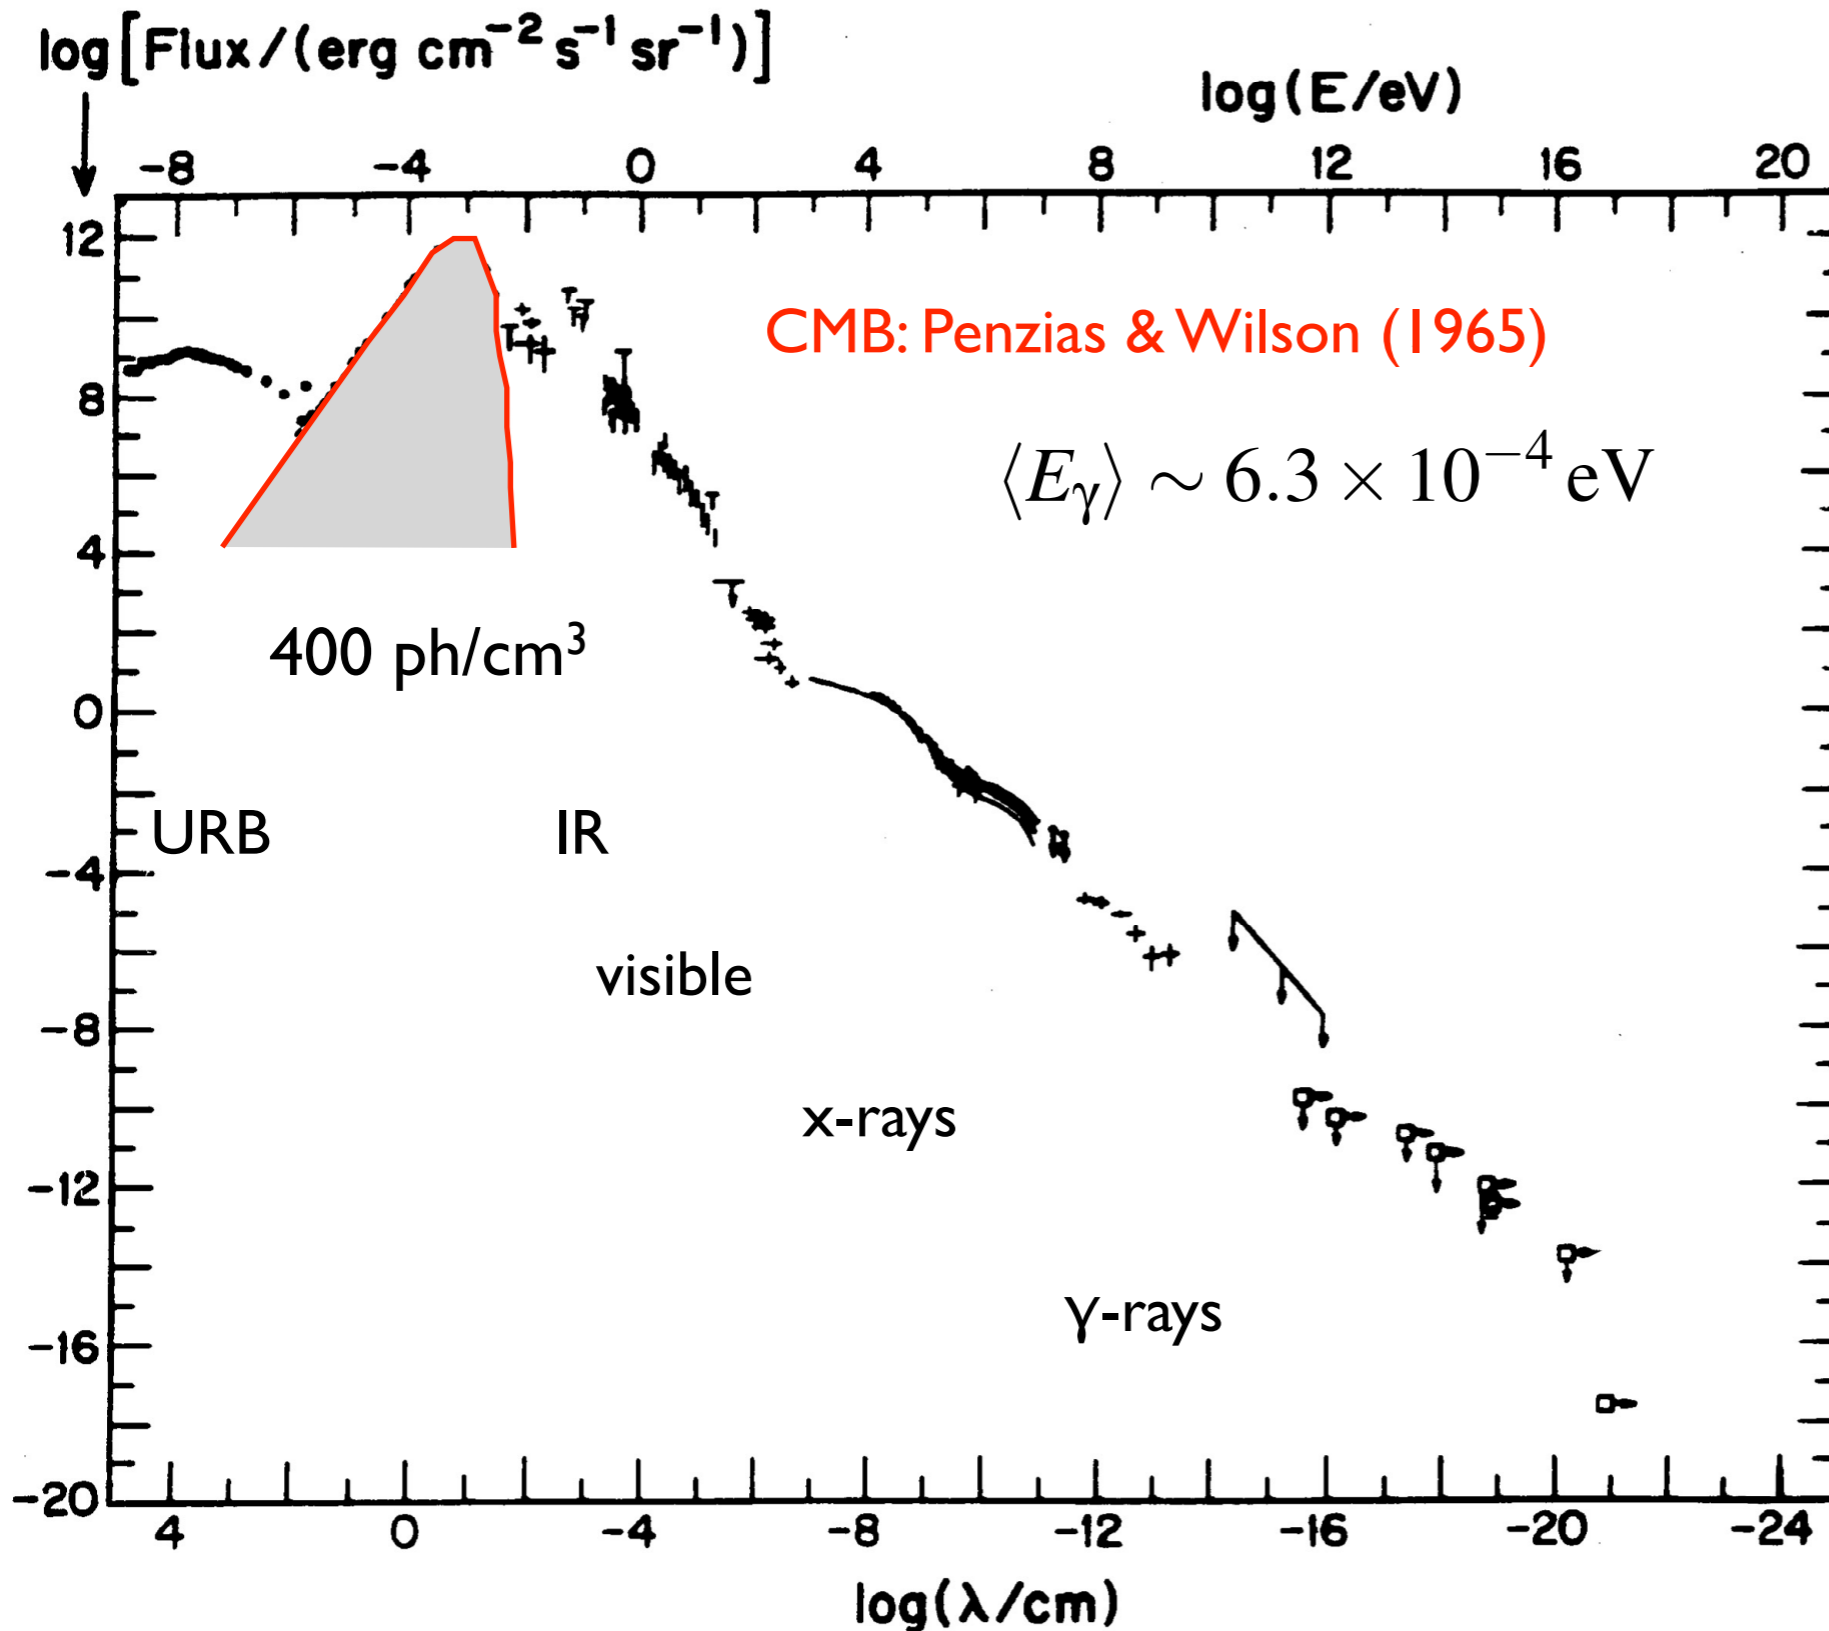 log[Flux/(erg cm⁻² s⁻¹ sr⁻¹)]
log(E/eV)
-8 -4 0 4 8 12 16 20
12
CMB: Penzias & Wilson (1965)
8
⟨Eγ⟩ ∼ 6.3 × 10⁻⁴ eV
4
400 ph/cm³
0
URB IR
-4
visible
-8
x-rays
-12
γ-rays
-16
-20
4 0 -4 -8 -12 -16 -20 -24
log(λ/cm)